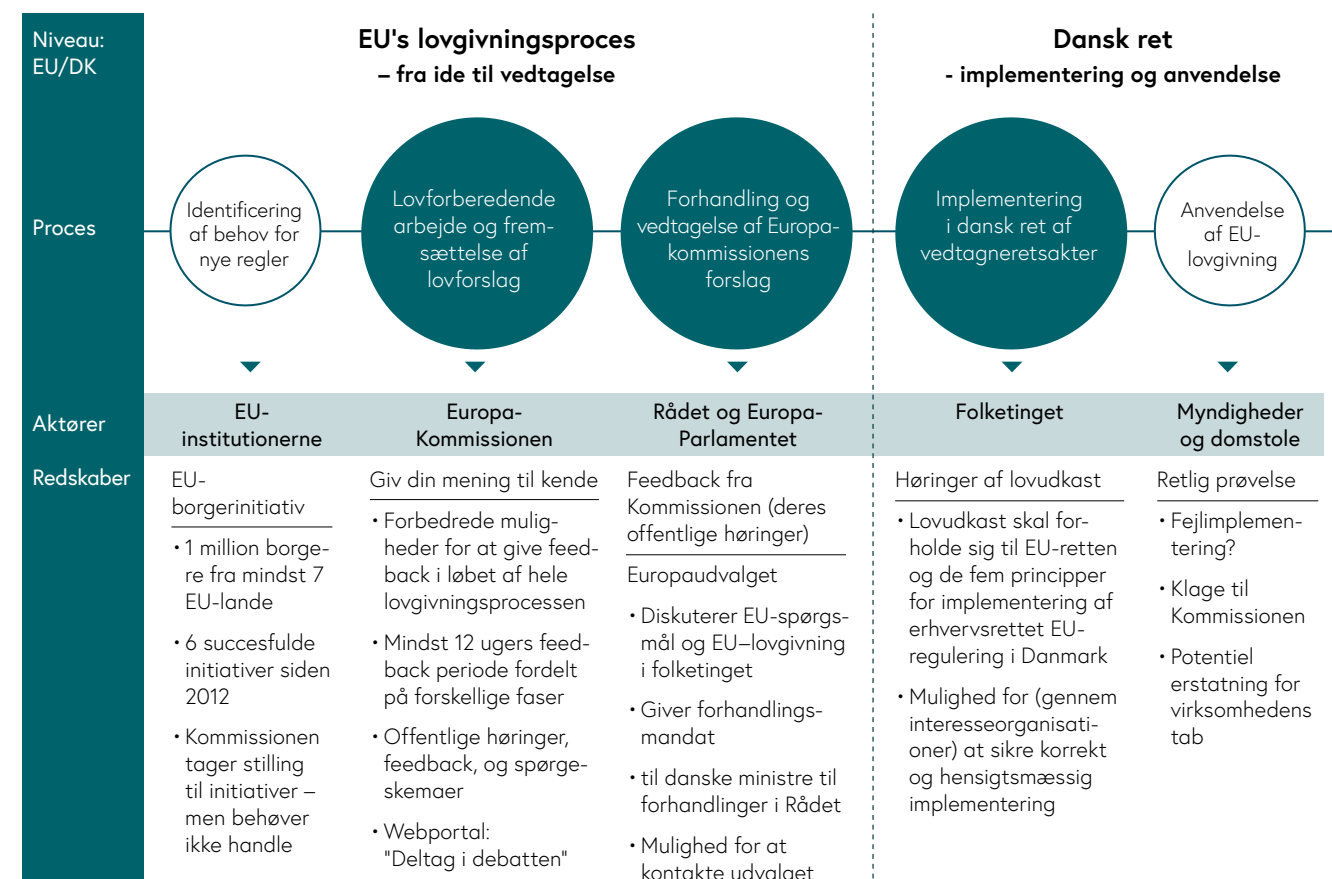 Niveau:
EU/DK
EU's lovgivningsproces
– fra ide til vedtagelse
Dansk ret
- implementering og anvendelse
Proces
Identificering
af behov for
nye regler
Lovforberedende
arbejde og frem-
sættelse af
lovforslag
Forhandling og
vedtagelse af Europa-
kommissionens
forslag
Implementering
i dansk ret af
vedtagneretsakter
Anvendelse
af EU-
lovgivning
Aktører
EU-
institutionerne
Europa-
Kommissionen
Rådet og Europa-
Parlamentet
Folketinget
Myndigheder
og domstole
Redskaber
EU-
borgerinitiativ
• 1 million borge-
re fra mindst 7
EU-lande
• 6 succesfulde
initiativer siden
2012
• Kommissionen
tager stilling
til initiativer –
men behøver
ikke handle
Giv din mening til kende
• Forbedrede mulig-
heder for at give feed-
back i løbet af hele
lovgivningsprocessen
• Mindst 12 ugers feed-
back periode fordelt
på forskellige faser
• Offentlige høringer,
feedback, og spørge-
skemaer
• Webportal:
"Deltag i debatten"
Feedback fra
Kommissionen (deres
offentlige høringer)
Europaudvalget
• Diskuterer EU-spørgs-
mål og EU–lovgivning
i folketinget
• Giver forhandlings-
mandat
• til danske ministre til
forhandlinger i Rådet
• Mulighed for at
kontakte udvalget
Høringer af lovudkast
• Lovudkast skal for-
holde sig til EU-retten
og de fem principper
for implementering af
erhvervsrettet EU-
regulering i Danmark
• Mulighed for (gennem
interesseorganisati-
oner) at sikre korrekt
og hensigtsmæssig
implementering
Retlig prøvelse
• Fejlimplemen-
tering?
• Klage til
Kommissionen
• Potentiel
erstatning for
virksomhedens
tab